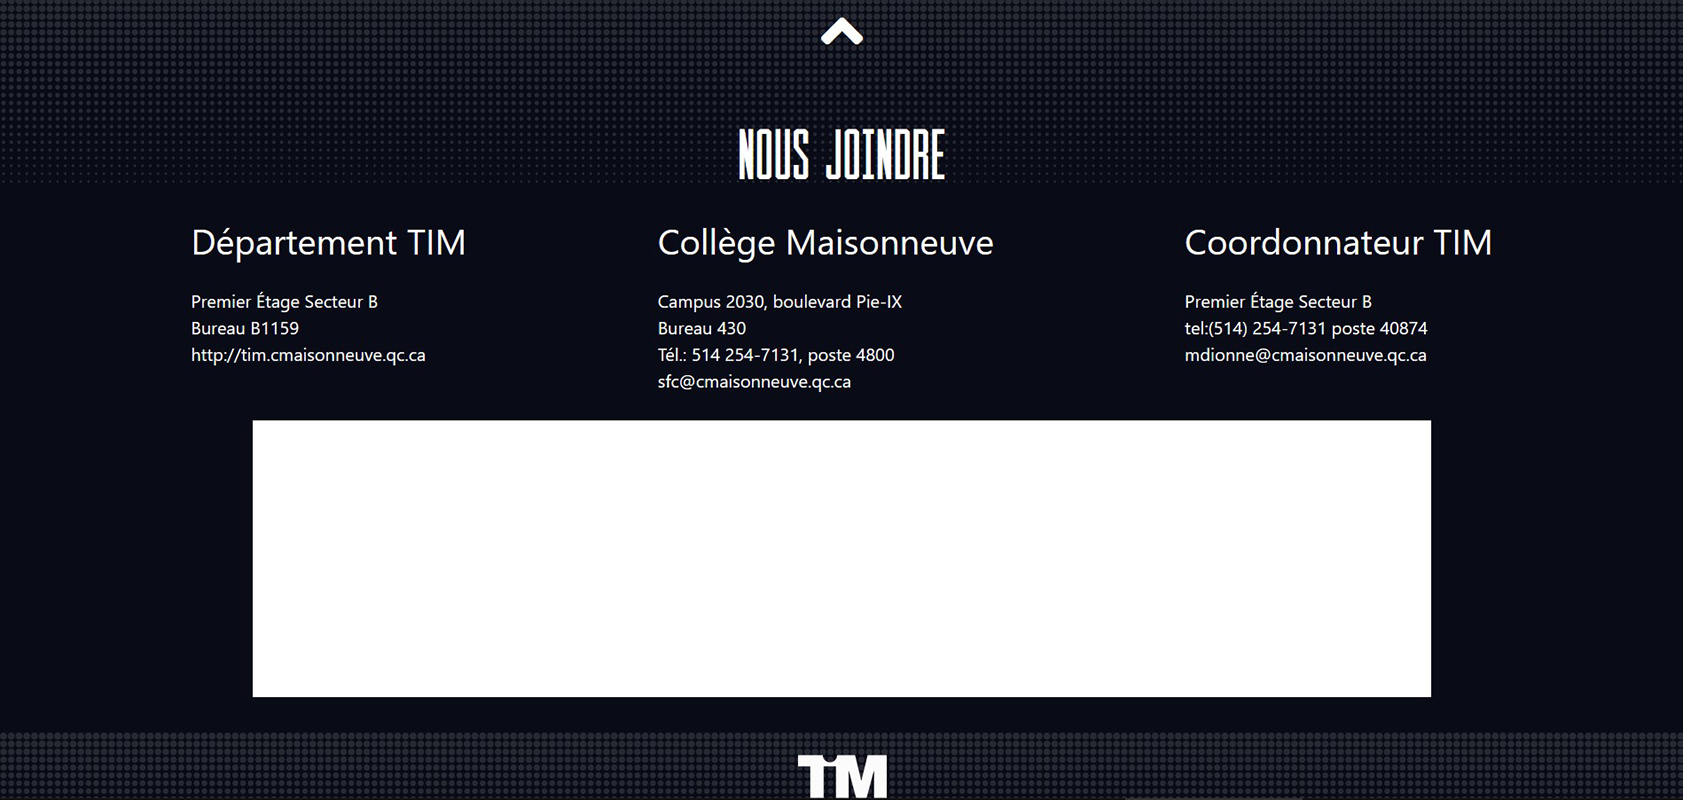 NOUS JOINDRE
Département TIM
Premier Étage Secteur B
Bureau B1159
http://tim.cmaisonneuve.qc.ca
Collège Maisonneuve
Campus 2030, boulevard Pie-IX
Bureau 430
Tél.: 514 254-7131, poste 4800
sfc@cmaisonneuve.qc.ca
Coordonnateur TIM
Premier Étage Secteur B
tel:(514) 254-7131 poste 40874
mdionne@cmaisonneuve.qc.ca
TiM